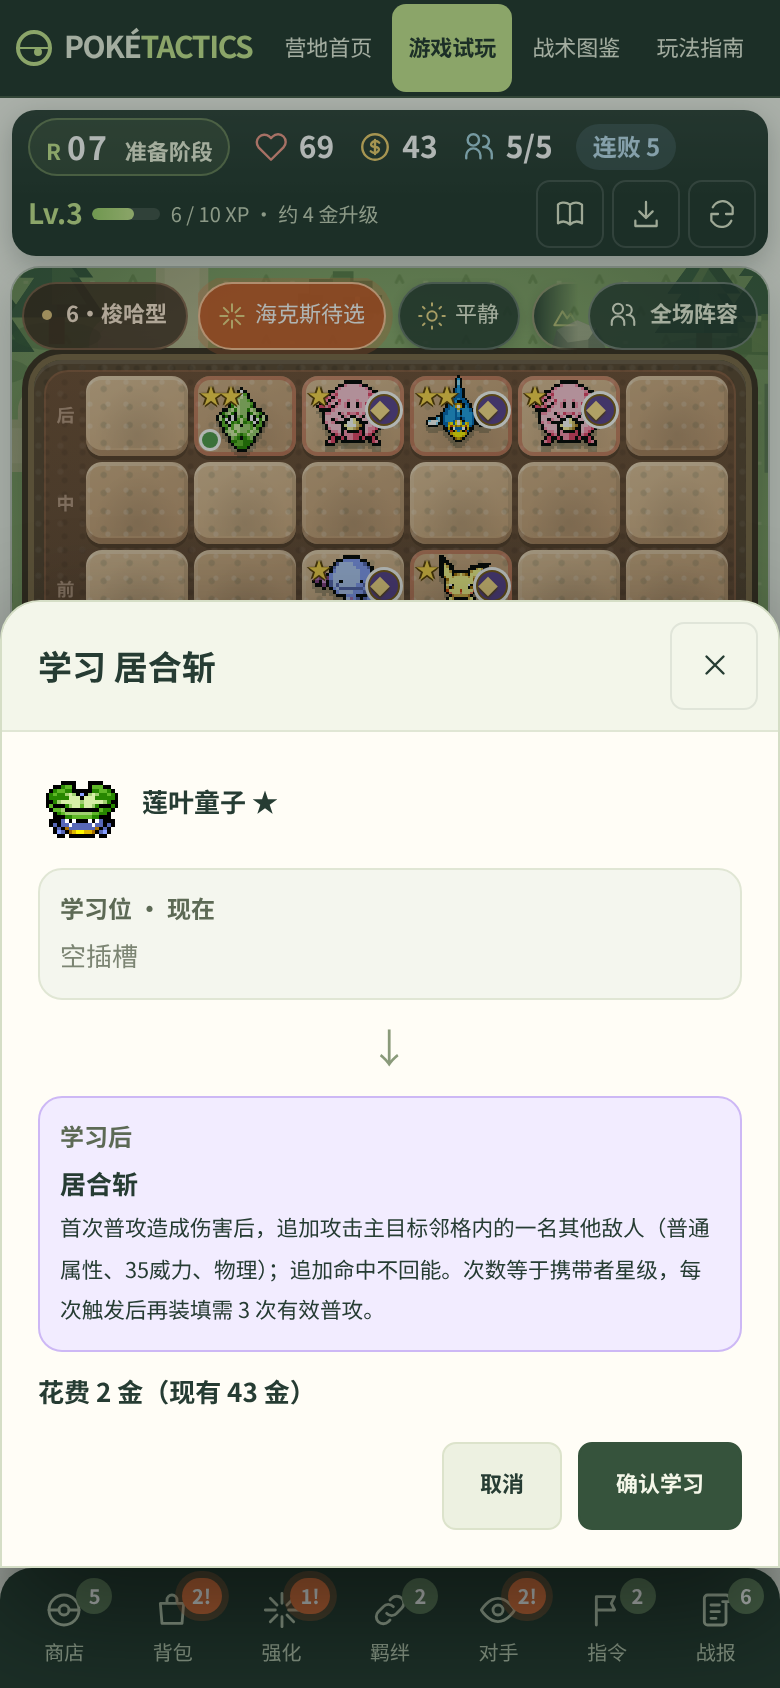 POKÉTACTICS 营地首页 游戏试玩 战术图鉴 玩法指南
R 07 准备阶段 69 43 5/5 连败 5
Lv.3 6 / 10 XP · 约 4 金升级
6·梭哈型 海克斯待选 平静 全场阵容
后
中
前
学习 居合斩
莲叶童子 ★
学习位 · 现在
空插槽
↓
学习后
居合斩
首次普攻造成伤害后，追加攻击主目标邻格内的一名其他敌人（普通
属性、35威力、物理）；追加命中不回能。次数等于携带者星级，每
次触发后再装填需 3 次有效普攻。
花费 2 金（现有 43 金）
取消 确认学习
5 2! 1! 2 2! 2 6
商店 背包 强化 羁绊 对手 指令 战报